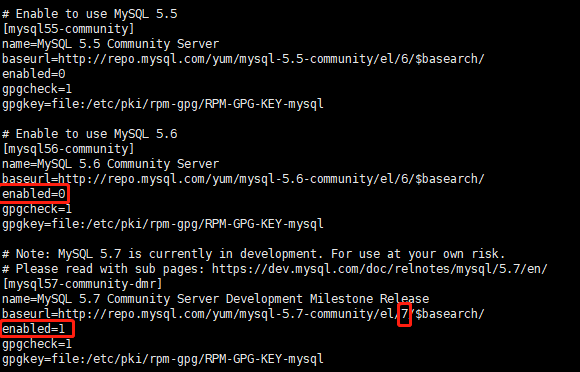 # Enable to use MySQL 5.5
[mysql55-community]
name=MySQL 5.5 Community Server
baseurl=http://repo.mysql.com/yum/mysql-5.5-community/el/6/$basearch/
enabled=0
gpgcheck=1
gpgkey=file:/etc/pki/rpm-gpg/RPM-GPG-KEY-mysql
# Enable to use MySQL 5.6
[mysql56-community]
name=MySQL 5.6 Community Server
baseurl=http://repo.mysql.com/yum/mysql-5.6-community/el/6/$basearch/
enabled=0
gpgcheck=1
gpgkey=file:/etc/pki/rpm-gpg/RPM-GPG-KEY-mysql
# Note: MySQL 5.7 is currently in development. For use at your own risk.
# Please read with sub pages: https://dev.mysql.com/doc/relnotes/mysql/5.7/en/
[mysql57-community-dmr]
name=MySQL 5.7 Community Server Development Milestone Release
baseurl=http://repo.mysql.com/yum/mysql-5.7-community/el/7/$basearch/
enabled=1
gpgcheck=1
gpgkey=file:/etc/pki/rpm-gpg/RPM-GPG-KEY-mysql